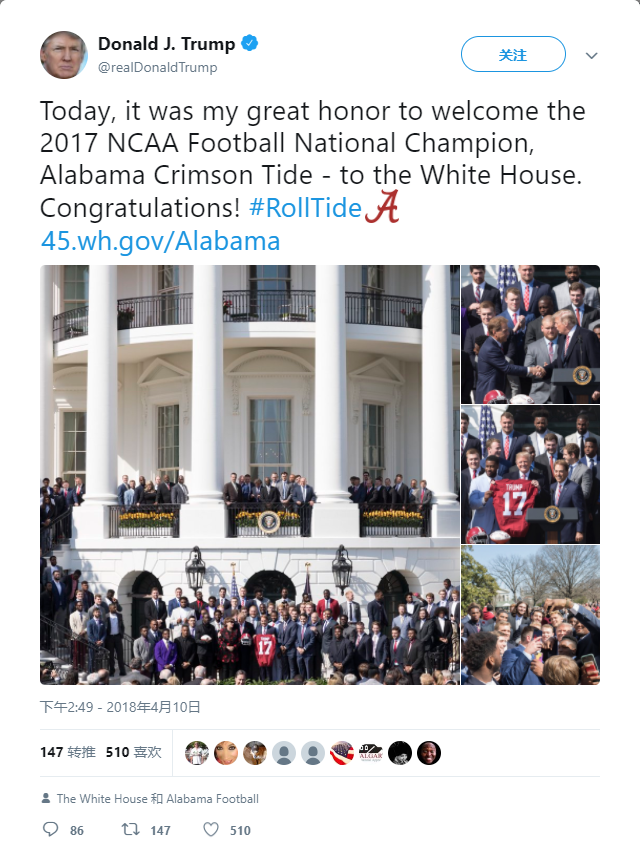 Donald J. Trump
@realDonaldTrump
关注
Today, it was my great honor to welcome the
2017 NCAA Football National Champion,
Alabama Crimson Tide - to the White House.
Congratulations! #RollTide
45.wh.gov/Alabama
TRUMP
17
17
下午2:49 - 2018年4月10日
147 转推 510 喜欢
ALGAR
The White House 和 Alabama Football
86 147 510